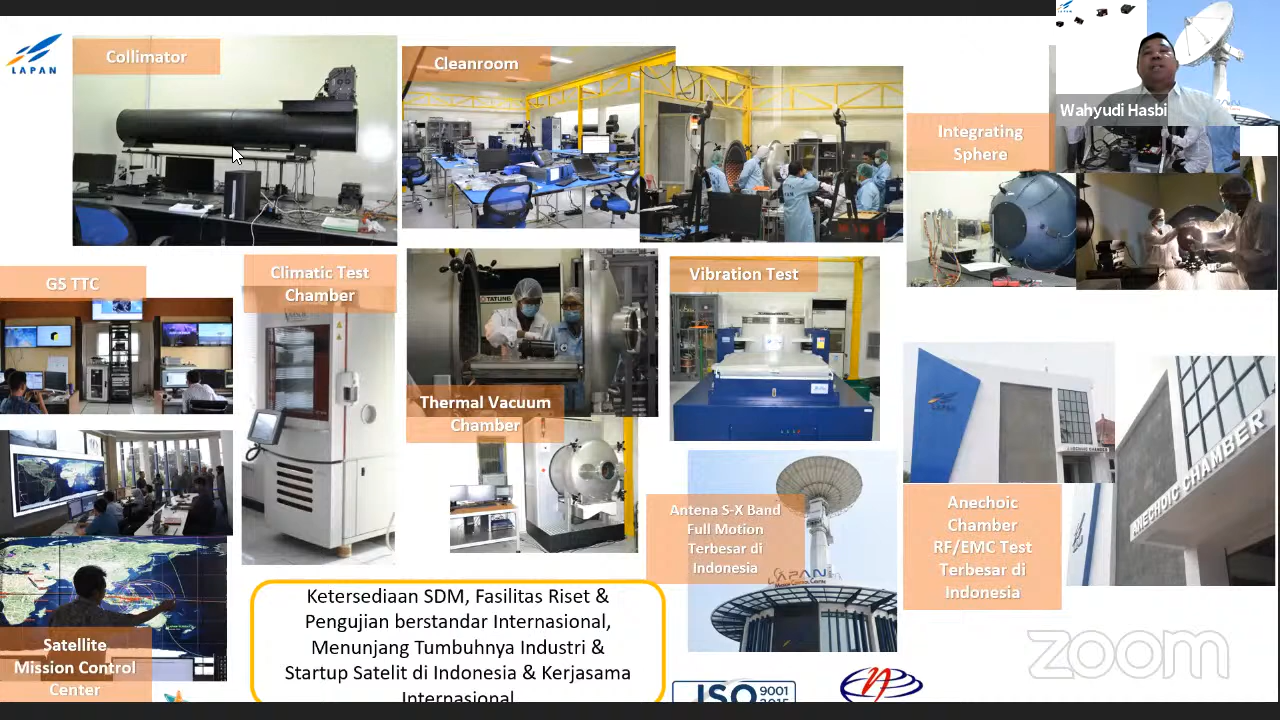 LAPAN
Collimator
Cleanroom
Wahyudi Hasbi
Integrating
Sphere
GS TTC
Climatic Test
Chamber
TATUNG
Vibration Test
Thermal Vacuum
Chamber
Antena S-X Band
Full Motion
Terbesar di
Indonesia
LAPAN
ANECHOIC CHAMBER
Anechoic
Chamber
RF/EMC Test
Terbesar di
Indonesia
Satellite
Mission Control
Center
Ketersediaan SDM, Fasilitas Riset &
Pengujian berstandar Internasional,
Menunjang Tumbuhnya Industri &
Startup Satelit di Indonesia & Kerjasama
Internasional
ISO 9001
2015
zoom